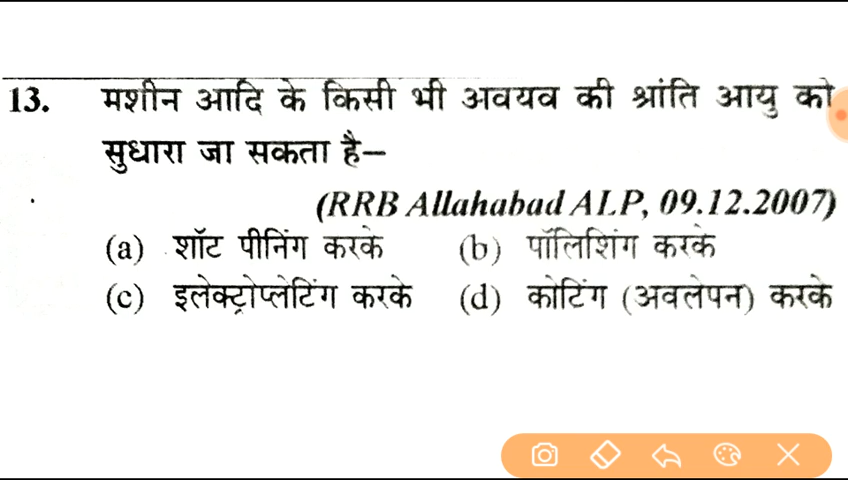 13. मशीन आदि के किसी भी अवयव की श्रांति आयु को
सुधारा जा सकता है–
(RRB Allahabad ALP, 09.12.2007)
(a) शॉट पीनिंग करके (b) पॉलिशिंग करके
(c) इलेक्ट्रोप्लेटिंग करके (d) कोटिंग (अवलेपन) करके